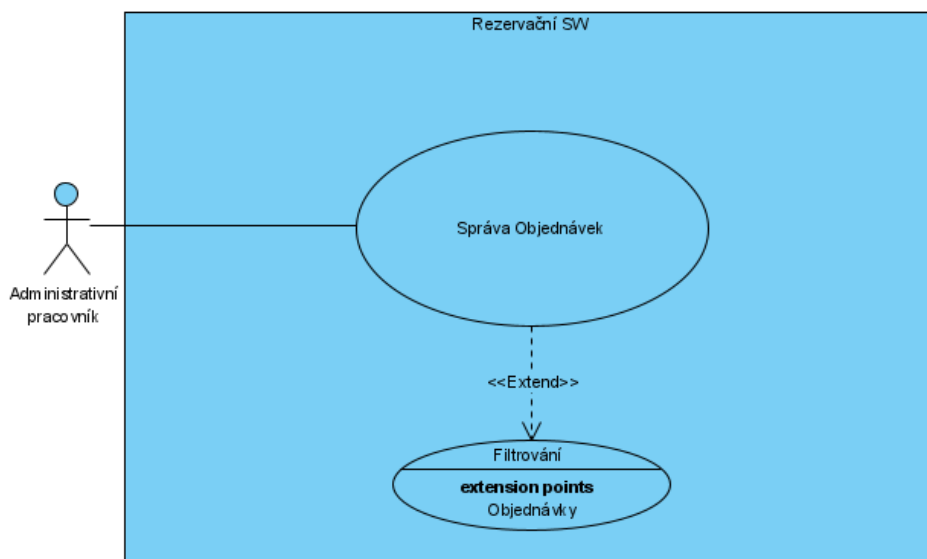 Rezervační SW
Správa Objednávek
Administrativní
pracovník
<<Extend>>
Filtrování
extension points
Objednávky